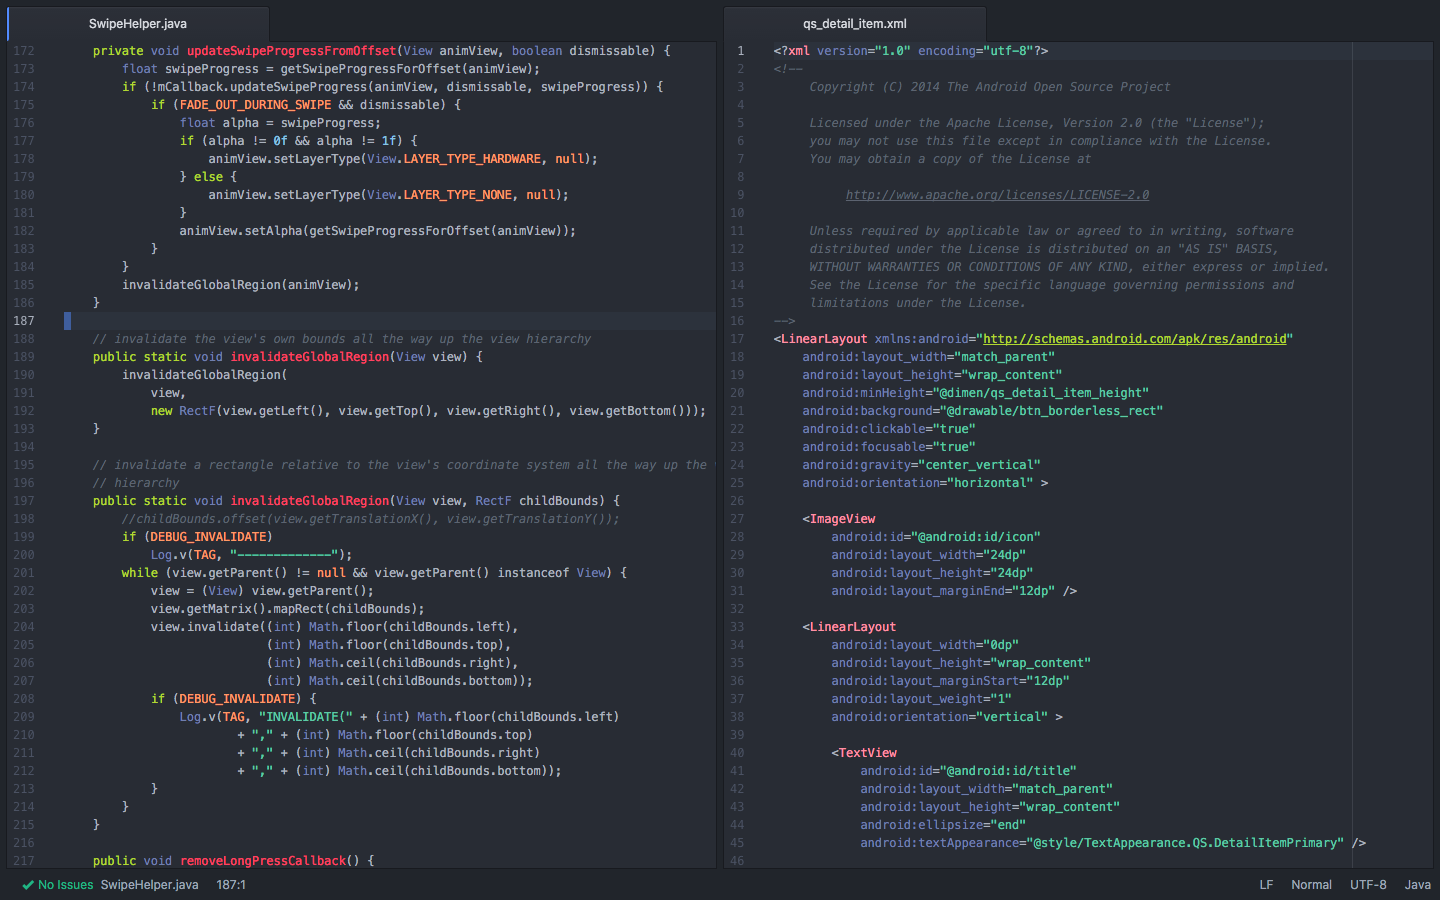 SwipeHelper.java
172 private void updateSwipeProgressFromOffset(View animView, boolean dismissable) {
173 float swipeProgress = getSwipeProgressForOffset(animView);
174 if (!mCallback.updateSwipeProgress(animView, dismissable, swipeProgress)) {
175 if (FADE_OUT_DURING_SWIPE && dismissable) {
176 float alpha = swipeProgress;
177 if (alpha != 0f && alpha != 1f) {
178 animView.setLayerType(View.LAYER_TYPE_HARDWARE, null);
179 } else {
180 animView.setLayerType(View.LAYER_TYPE_NONE, null);
181 }
182 animView.setAlpha(getSwipeProgressForOffset(animView));
183 }
184 }
185 invalidateGlobalRegion(animView);
186 }
187
188 // invalidate the view's own bounds all the way up the view hierarchy
189 public static void invalidateGlobalRegion(View view) {
190 invalidateGlobalRegion(
191 view,
192 new RectF(view.getLeft(), view.getTop(), view.getRight(), view.getBottom()));
193 }
194
195 // invalidate a rectangle relative to the view's coordinate system all the way up the
196 // hierarchy
197 public static void invalidateGlobalRegion(View view, RectF childBounds) {
198 //childBounds.offset(view.getTranslationX(), view.getTranslationY());
199 if (DEBUG_INVALIDATE)
200 Log.v(TAG, "-------------");
201 while (view.getParent() != null && view.getParent() instanceof View) {
202 view = (View) view.getParent();
203 view.getMatrix().mapRect(childBounds);
204 view.invalidate((int) Math.floor(childBounds.left),
205 (int) Math.floor(childBounds.top),
206 (int) Math.ceil(childBounds.right),
207 (int) Math.ceil(childBounds.bottom));
208 if (DEBUG_INVALIDATE) {
209 Log.v(TAG, "INVALIDATE(" + (int) Math.floor(childBounds.left)
210 + "," + (int) Math.floor(childBounds.top)
211 + "," + (int) Math.ceil(childBounds.right)
212 + "," + (int) Math.ceil(childBounds.bottom));
213 }
214 }
215 }
216
217 public void removeLongPressCallback() {
qs_detail_item.xml
1 <?xml version="1.0" encoding="utf-8"?>
2 <!--
3 Copyright (C) 2014 The Android Open Source Project
4
5 Licensed under the Apache License, Version 2.0 (the "License");
6 you may not use this file except in compliance with the License.
7 You may obtain a copy of the License at
8
9 http://www.apache.org/licenses/LICENSE-2.0
10
11 Unless required by applicable law or agreed to in writing, software
12 distributed under the License is distributed on an "AS IS" BASIS,
13 WITHOUT WARRANTIES OR CONDITIONS OF ANY KIND, either express or implied.
14 See the License for the specific language governing permissions and
15 limitations under the License.
16 -->
17 <LinearLayout xmlns:android="http://schemas.android.com/apk/res/android"
18 android:layout_width="match_parent"
19 android:layout_height="wrap_content"
20 android:minHeight="@dimen/qs_detail_item_height"
21 android:background="@drawable/btn_borderless_rect"
22 android:clickable="true"
23 android:focusable="true"
24 android:gravity="center_vertical"
25 android:orientation="horizontal" >
26
27 <ImageView
28 android:id="@android:id/icon"
29 android:layout_width="24dp"
30 android:layout_height="24dp"
31 android:layout_marginEnd="12dp" />
32
33 <LinearLayout
34 android:layout_width="0dp"
35 android:layout_height="wrap_content"
36 android:layout_marginStart="12dp"
37 android:layout_weight="1"
38 android:orientation="vertical" >
39
40 <TextView
41 android:id="@android:id/title"
42 android:layout_width="match_parent"
43 android:layout_height="wrap_content"
44 android:ellipsize="end"
45 android:textAppearance="@style/TextAppearance.QS.DetailItemPrimary" />
46
No Issues SwipeHelper.java 187:1 LF Normal UTF-8 Java